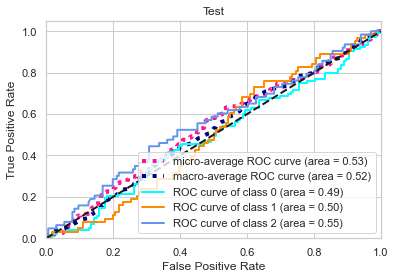 Test
True Positive Rate
1.0
0.8
0.6
0.4
0.2
0.0
micro-average ROC curve (area = 0.53)
macro-average ROC curve (area = 0.52)
ROC curve of class 0 (area = 0.49)
ROC curve of class 1 (area = 0.50)
ROC curve of class 2 (area = 0.55)
0.0 0.2 0.4 0.6 0.8 1.0
False Positive Rate